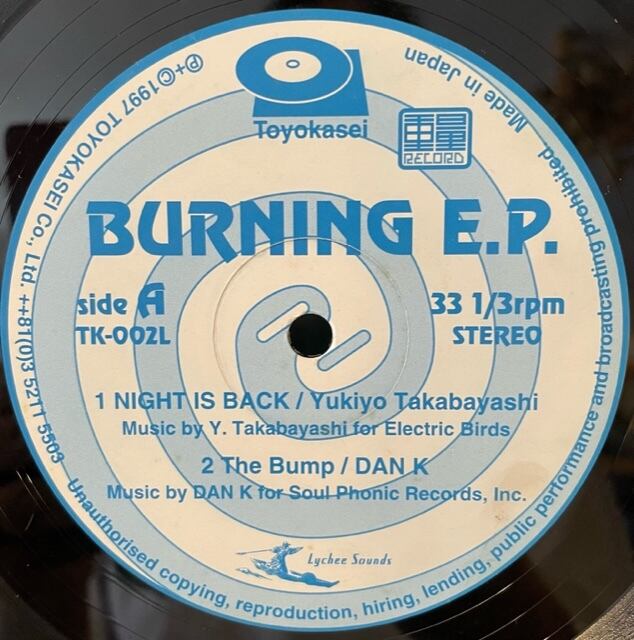 Toyokasei
重量
RECORD
BURNING E.P.
side A
TK-002L
33 1/3rpm
STEREO
1 NIGHT IS BACK / Yukiyo Takabayashi
Music by Y. Takabayashi for Electric Birds
2 The Bump / DAN K
Music by DAN K for Soul Phonic Records, Inc.
Lychee Sounds
℗+©1997 TOYOKASEI Co., Ltd. ++81(0)3 5211 5503 Unauthorised copying, reproduction, hiring, lending, public performance and broadcasting prohibited Made in Japan